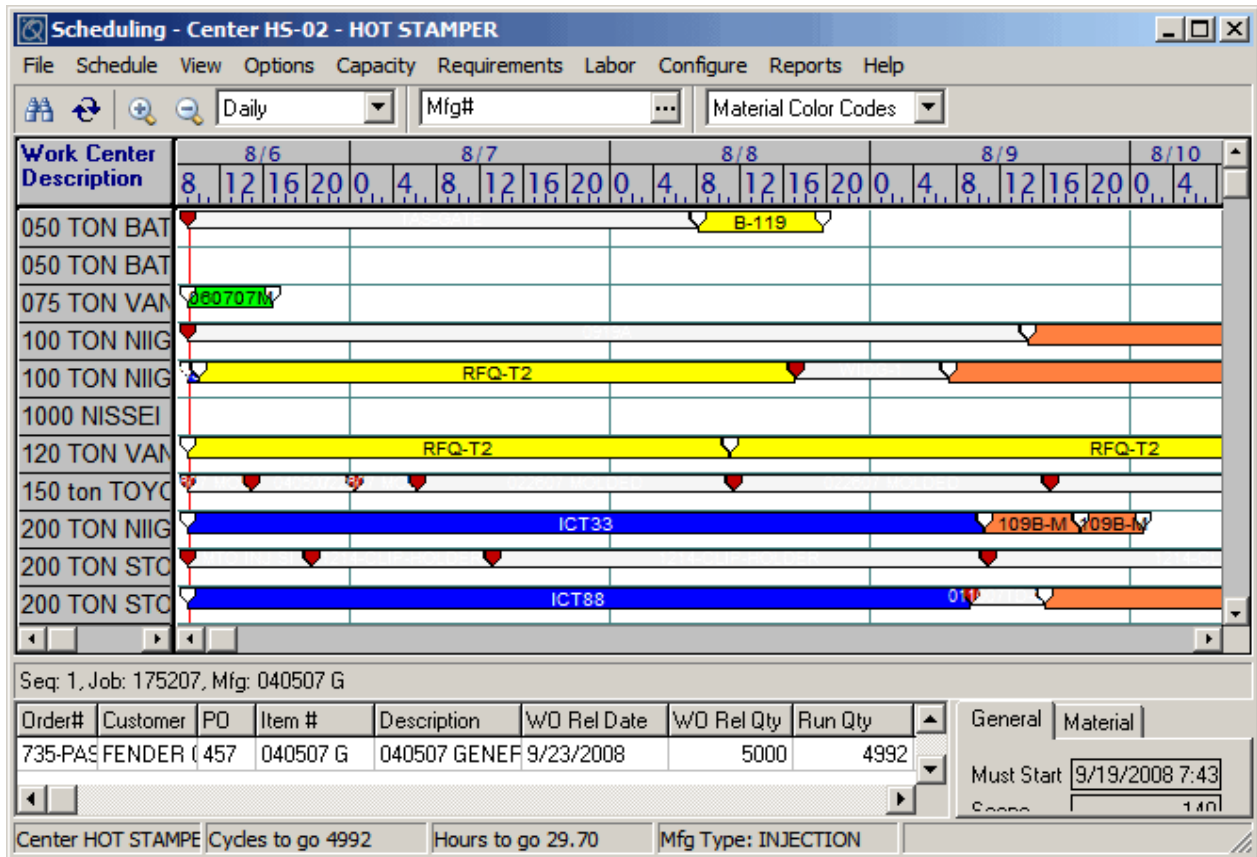 Scheduling - Center HS-02 - HOT STAMPER
File Schedule View Options Capacity Requirements Labor Configure Reports Help
Daily Mfg# ... Material Color Codes
Work Center Description
8/6 8/7 8/8 8/9 8/10
8 12 16 20 0 4 8 12 16 20 0 4 8 12 16 20 0 4 8 12 16 20 0 4
050 TON BAT B-119
050 TON BAT
075 TON VAN 060707M
100 TON NIIG
100 TON NIIG RFQ-T2
1000 NISSEI
120 TON VAN RFQ-T2 RFQ-T2
150 ton TOYO
200 TON NIIG ICT33 109B-M 109B-M
200 TON STO
200 TON STO ICT88
Seq: 1, Job: 175207, Mfg: 040507 G
Order# Customer PO Item # Description WO Rel Date WO Rel Qty Run Qty
735-PAS FENDER 457 040507 G 040507 GENER 9/23/2008 5000 4992
General Material
Must Start 9/19/2008 7:43
140
Center HOT STAMPE Cycles to go 4992 Hours to go 29.70 Mfg Type: INJECTION